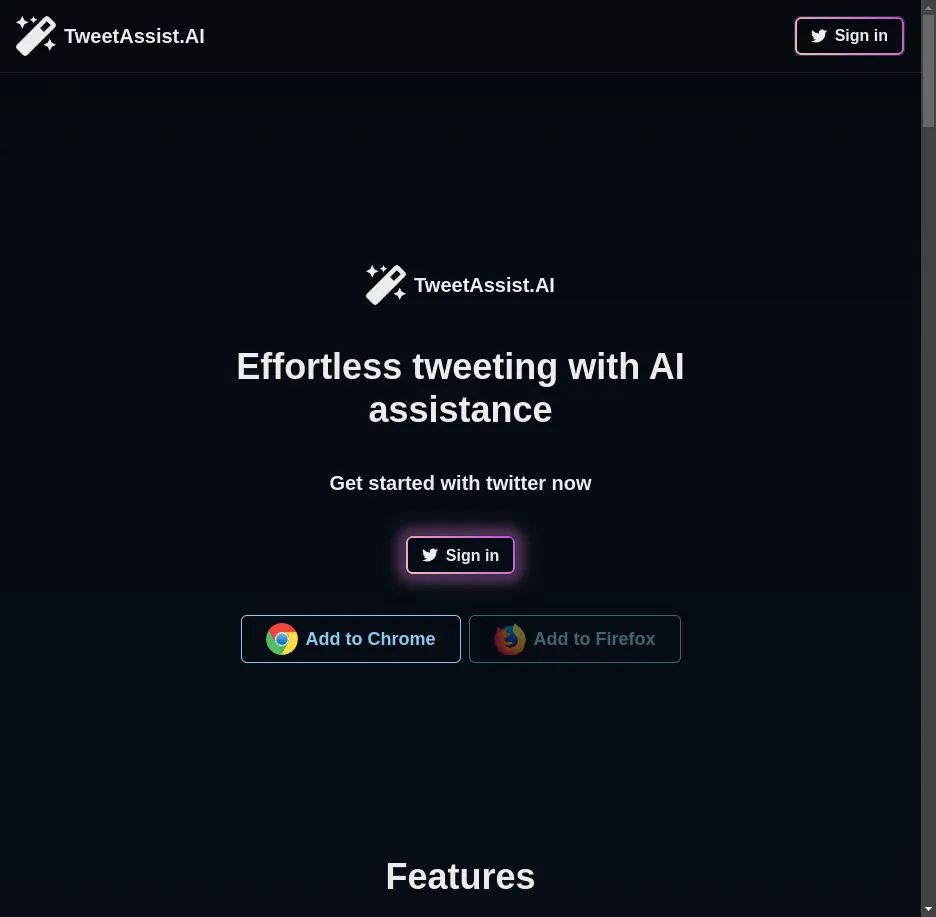 TweetAssist.AI
Sign in
TweetAssist.AI
Effortless tweeting with AI
assistance
Get started with twitter now
Sign in
Add to Chrome
Add to Firefox
Features